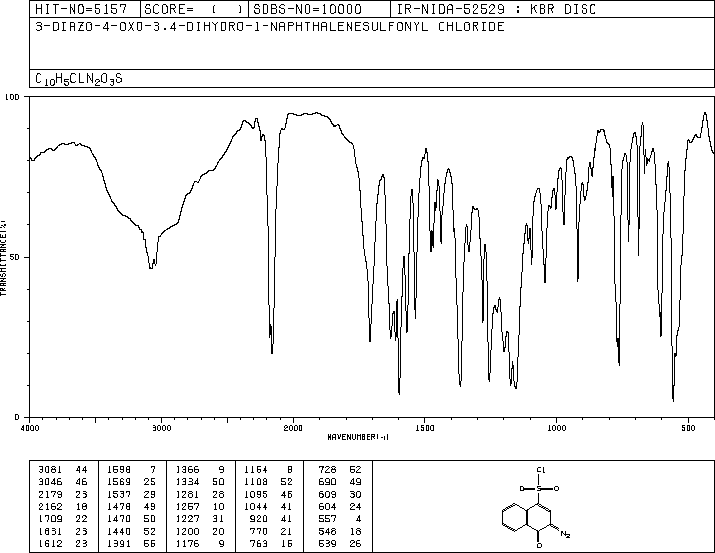 HIT-NO=5157 |SCORE= ( )|SDBS-NO=10000 |IR-NIDA-52529 : KBR DISC
3-DIAZO-4-OXO-3,4-DIHYDRO-1-NAPHTHALENESULFONYL CHLORIDE
C10H5CLN2O3S
100
50
0
TRANSMITTANCE(%)
4000 3000 2000 1500 1000 500
WAVENUMBER(-1)
3081 44 1598 7 1366 9 1154 8 728 52
3046 46 1569 25 1334 50 1108 52 690 49
2179 23 1537 29 1281 28 1095 46 609 30
2162 18 1478 49 1257 10 1044 41 604 24
1709 22 1470 50 1227 31 920 41 557 4
1631 23 1440 52 1200 20 770 21 548 18
1612 23 1391 55 1176 9 763 15 539 26
Cl
O S O
N2
O